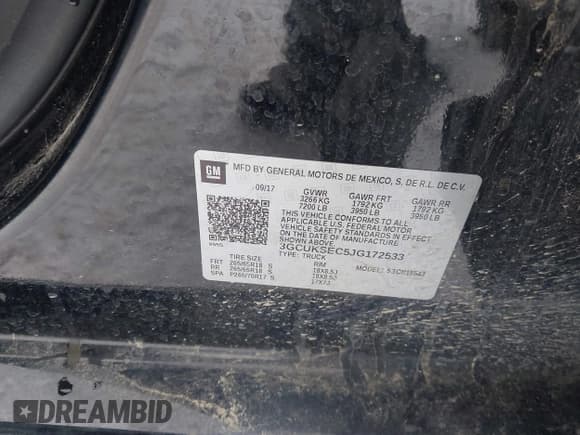 GM MFD BY GENERAL MOTORS DE MEXICO, S. DE R.L. DE C.V.
09/17 GVWR GAWR FRT GAWR RR
3266 KG 1792 KG 1792 KG
7200 LB 3950 LB 3950 LB
THIS VEHICLE CONFORMS TO ALL
APPLICABLE U.S. FEDERAL MOTOR
VEHICLE SAFETY STANDARDS IN EFFECT
ON THE DATE OF MANUFACTURE
SHOWN ABOVE.
3GCUKSEC5JG172533
TYPE: TRUCK
TIRE SIZE RIM MODEL:
FRT 265/65R18 S 18X8.5J
RR 265/65R18 S 18X8.5J
SPA P265/70R17 S 17X7J
DREAMBID